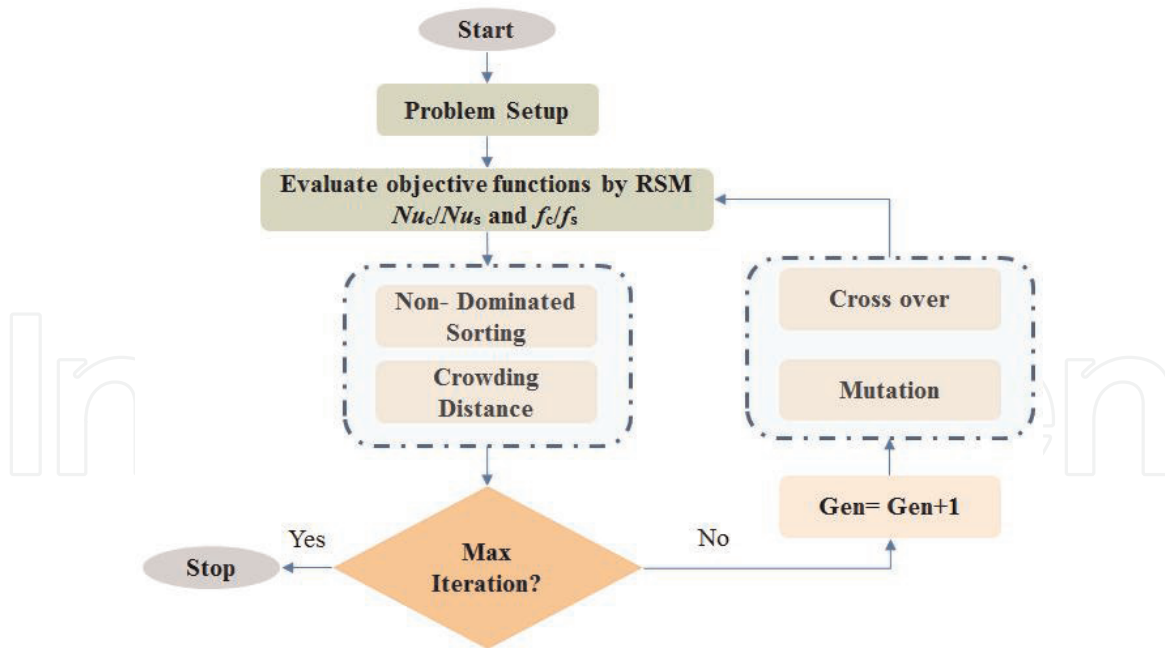 Start
Problem Setup
Evaluate objective functions by RSM
Nuc/Nus and fc/fs
Non- Dominated
Sorting
Crowding
Distance
Cross over
Mutation
Gen= Gen+1
Max
Iteration?
Yes
No
Stop